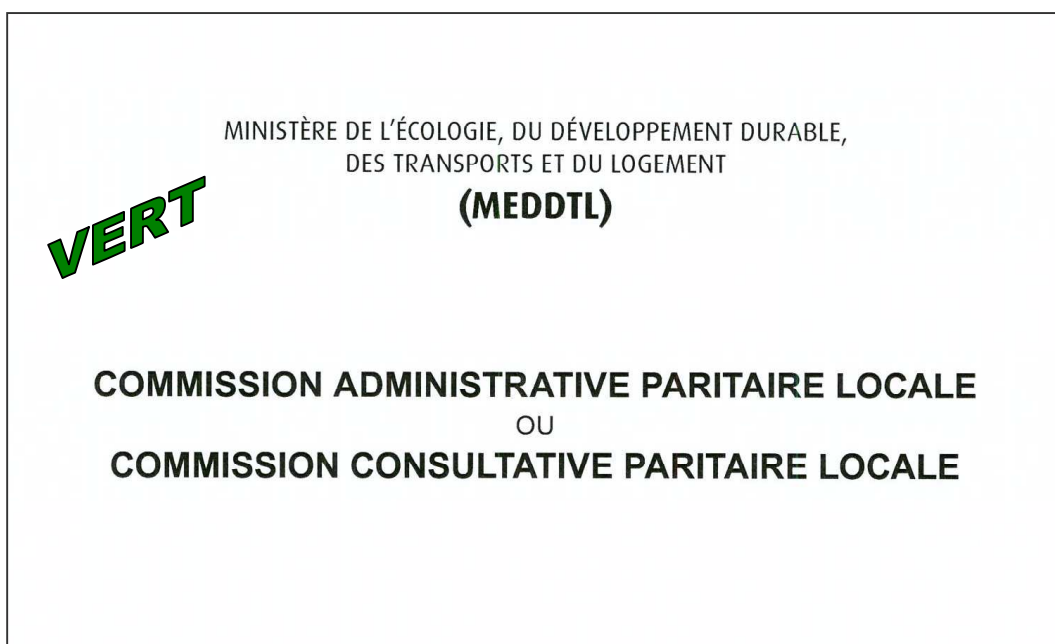 MINISTÈRE DE L'ÉCOLOGIE, DU DÉVELOPPEMENT DURABLE,
DES TRANSPORTS ET DU LOGEMENT
(MEDDTL)
VERT
COMMISSION ADMINISTRATIVE PARITAIRE LOCALE
OU
COMMISSION CONSULTATIVE PARITAIRE LOCALE